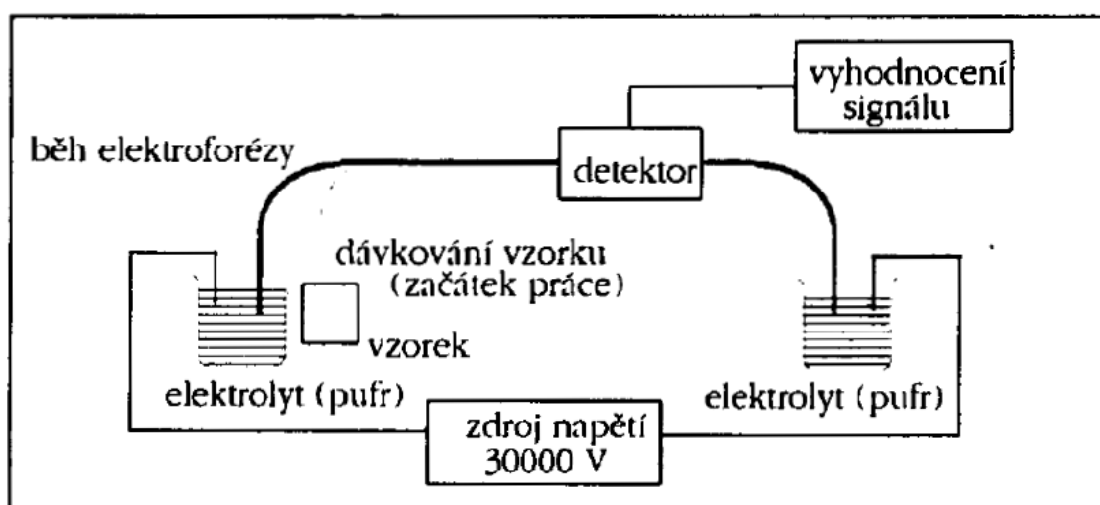 vyhodnocení
signálu
běh elektroforézy
detektor
dávkování vzorku
(začátek práce)
vzorek
elektrolyt (pufr)
elektrolyt (pufr)
zdroj napětí
30000 V